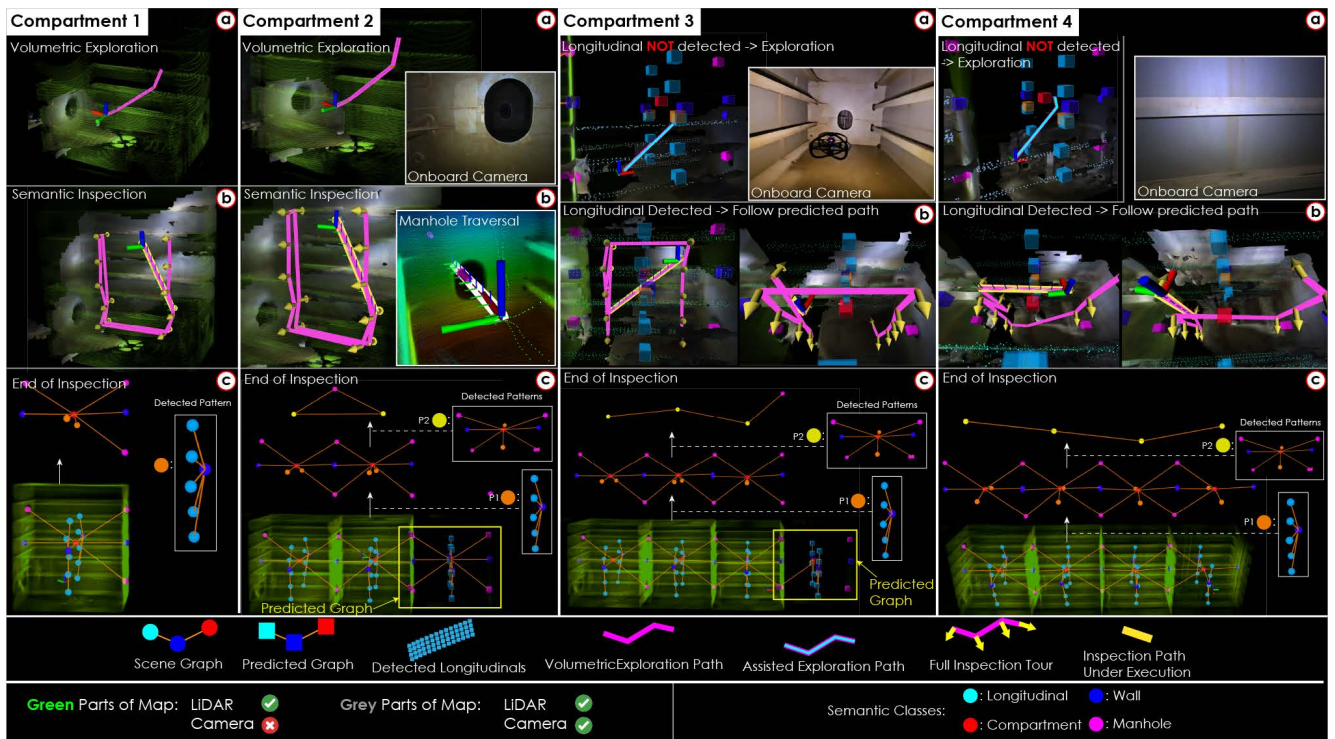 Compartment 1
a
Volumetric Exploration
Semantic Inspection
b
End of Inspection
c
Detected Pattern
:
Compartment 2
a
Volumetric Exploration
Onboard Camera
Semantic Inspection
b
Manhole Traversal
End of Inspection
c
Detected Patterns
P2 :
P1 :
Predicted Graph
Compartment 3
a
Longitudinal NOT detected -> Exploration
Onboard Camera
Longitudinal Detected -> Follow predicted path
b
End of Inspection
c
Detected Patterns
P2 :
P1 :
Predicted
Graph
Compartment 4
a
Longitudinal NOT detected
-> Exploration
Onboard Camera
Longitudinal Detected -> Follow predicted path
b
End of Inspection
c
Detected Patterns
P2 :
P1 :
Scene Graph
Predicted Graph
Detected Longitudinals
VolumetricExploration Path
Assisted Exploration Path
Full Inspection Tour
Inspection Path
Under Execution
Green Parts of Map: LiDAR
Camera
Grey Parts of Map: LiDAR
Camera
Semantic Classes:
: Longitudinal : Wall
: Compartment : Manhole